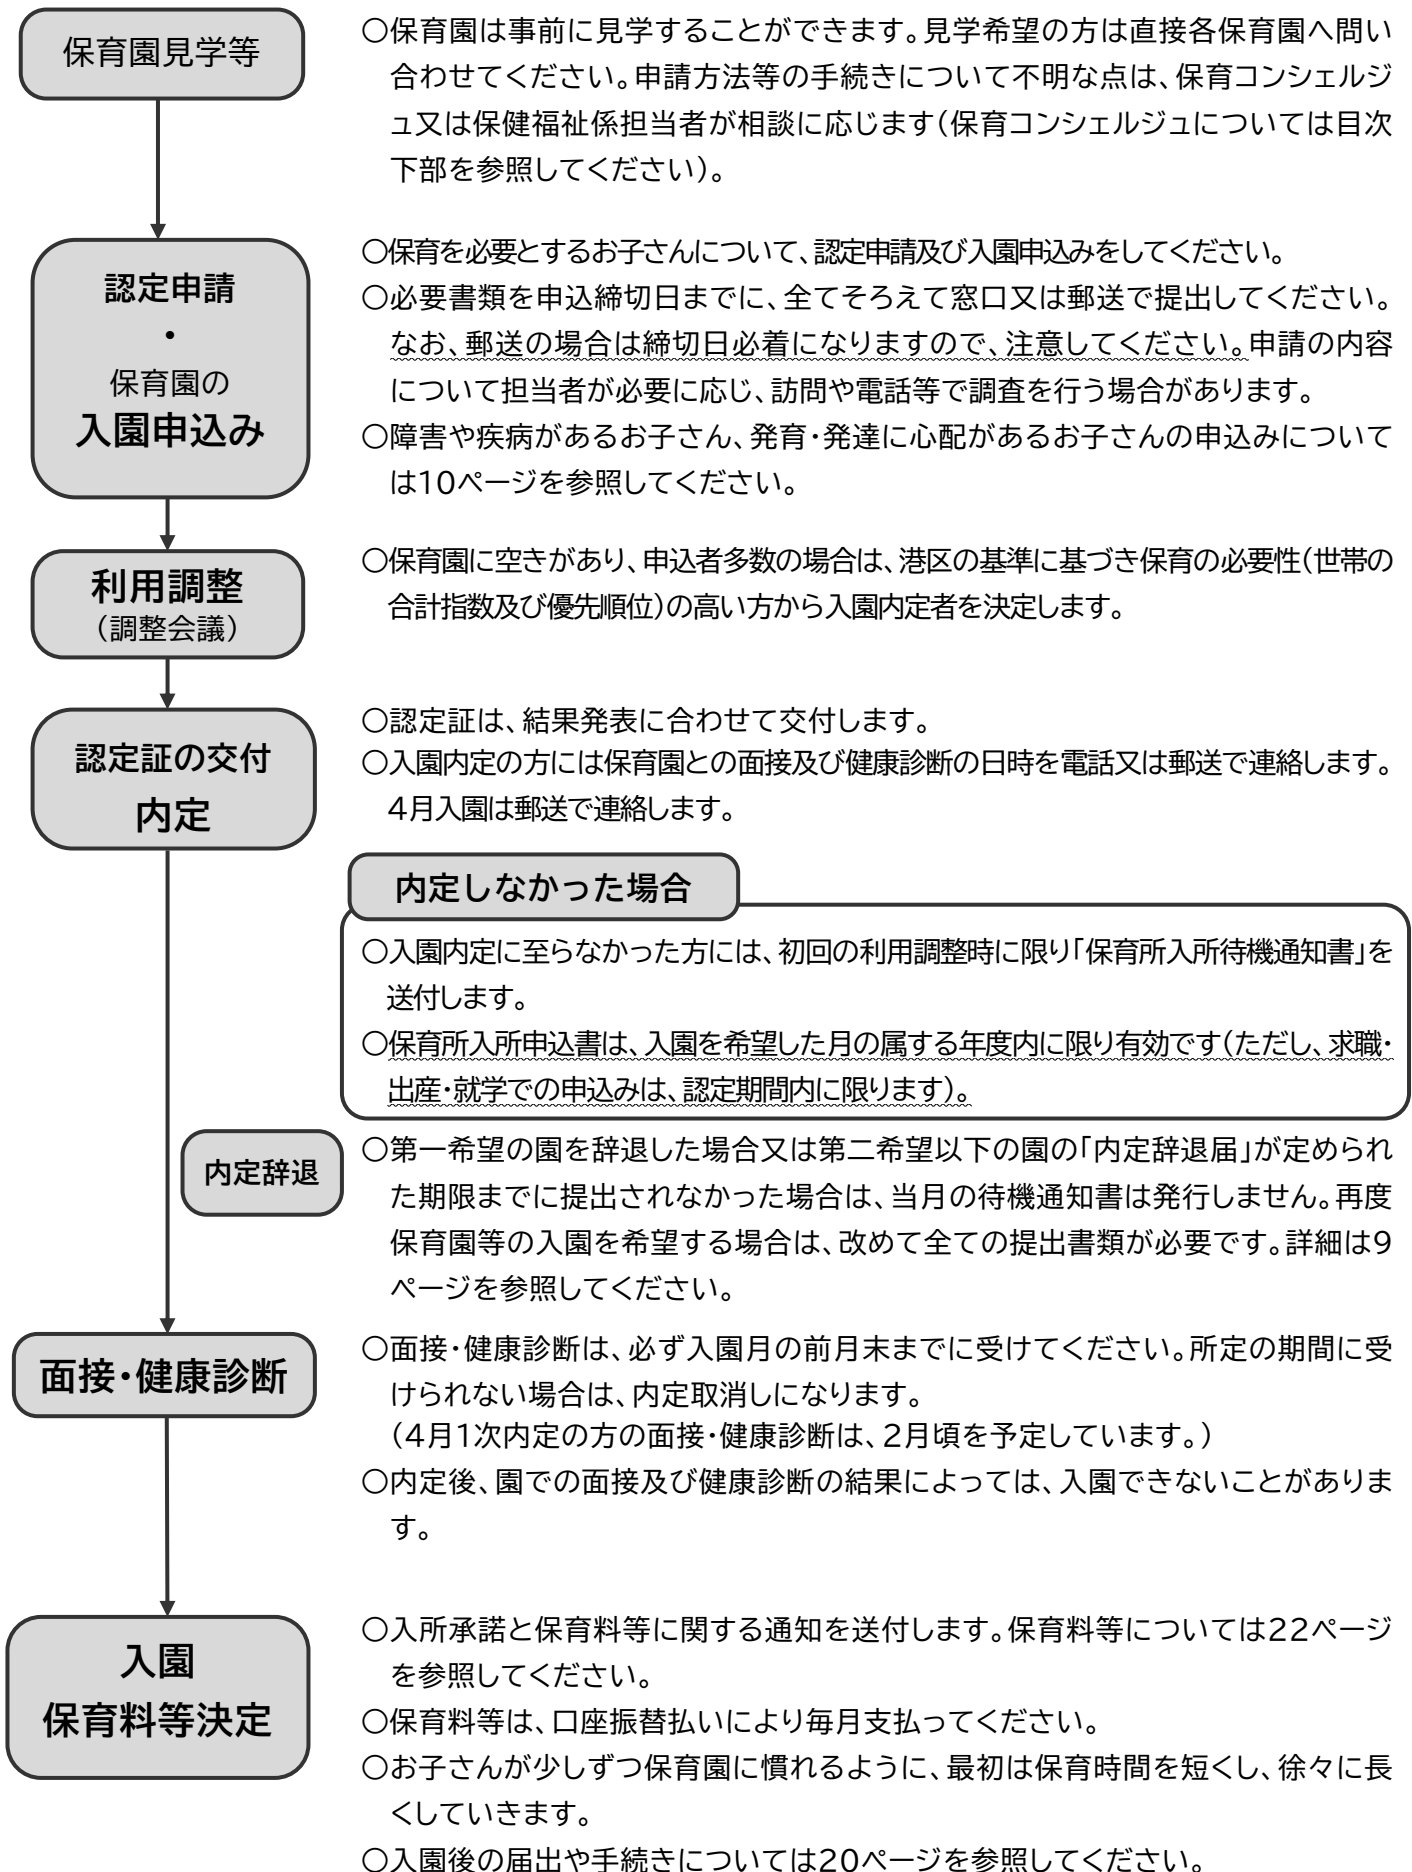 保育園見学等
○保育園は事前に見学することができます。見学希望の方は直接各保育園へ問い
合わせてください。申請方法等の手続きについて不明な点は、保育コンシェルジ
ュ又は保健福祉係担当者が相談に応じます（保育コンシェルジュについては目次
下部を参照してください）。
認定申請
・
保育園の
入園申込み
○保育を必要とするお子さんについて、認定申請及び入園申込みをしてください。
○必要書類を申込締切日までに、全てそろえて窓口又は郵送で提出してください。
なお、郵送の場合は締切日必着になりますので、注意してください。申請の内容
について担当者が必要に応じ、訪問や電話等で調査を行う場合があります。
○障害や疾病があるお子さん、発育・発達に心配があるお子さんの申込みについて
は10ページを参照してください。
利用調整
（調整会議）
○保育園に空きがあり、申込者多数の場合は、港区の基準に基づき保育の必要性（世帯の
合計指数及び優先順位）の高い方から入園内定者を決定します。
認定証の交付
内定
○認定証は、結果発表に合わせて交付します。
○入園内定の方には保育園との面接及び健康診断の日時を電話又は郵送で連絡します。
4月入園は郵送で連絡します。
内定しなかった場合
○入園内定に至らなかった方には、初回の利用調整時に限り「保育所入所待機通知書」を
送付します。
○保育所入所申込書は、入園を希望した月の属する年度内に限り有効です（ただし、求職・
出産・就学での申込みは、認定期間内に限ります）。
内定辞退
○第一希望の園を辞退した場合又は第二希望以下の園の「内定辞退届」が定められ
た期限までに提出されなかった場合は、当月の待機通知書は発行しません。再度
保育園等の入園を希望する場合は、改めて全ての提出書類が必要です。詳細は9
ページを参照してください。
面接・健康診断
○面接・健康診断は、必ず入園月の前月末までに受けてください。所定の期間に受
けられない場合は、内定取消しになります。
（4月1次内定の方の面接・健康診断は、2月頃を予定しています。）
○内定後、園での面接及び健康診断の結果によっては、入園できないことがありま
す。
入園
保育料等決定
○入所承諾と保育料等に関する通知を送付します。保育料等については22ページ
を参照してください。
○保育料等は、口座振替払いにより毎月支払ってください。
○お子さんが少しずつ保育園に慣れるように、最初は保育時間を短くし、徐々に長
くしていきます。
○入園後の届出や手続きについては20ページを参照してください。